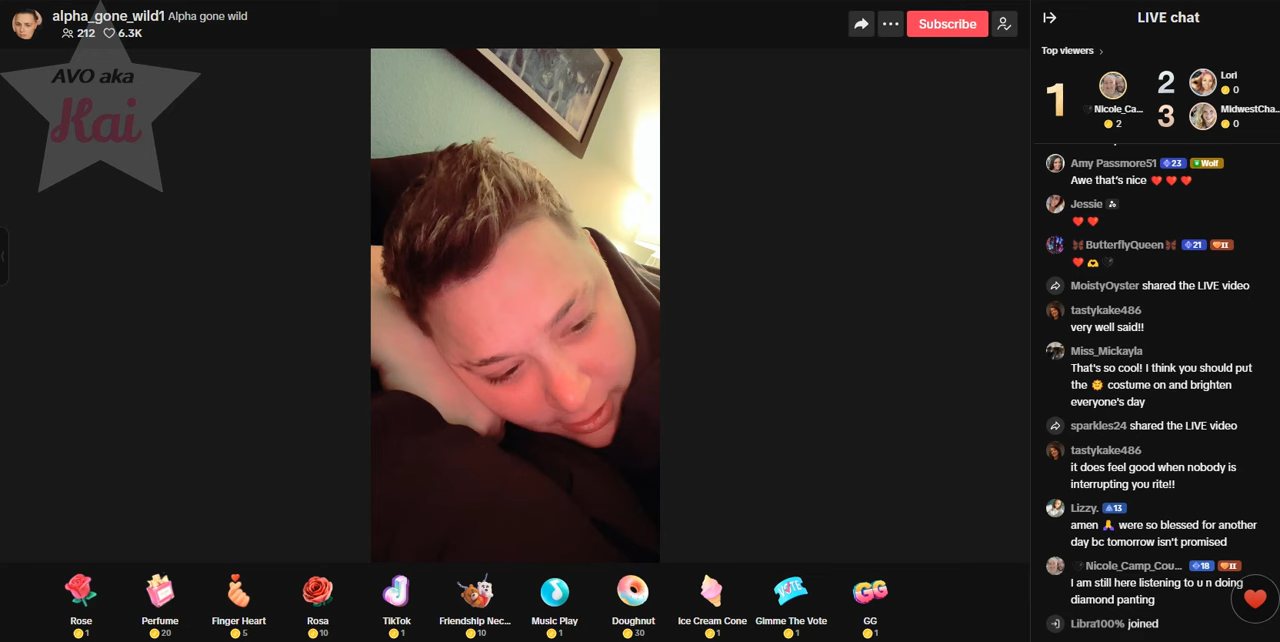 alpha_gone_wild1 Alpha gone wild
212 6.3K
Subscribe
AVO aka
Kai
LIVE chat
Top viewers
1
Nicole_Ca...
2
2
Lori
0
3
MidwestCha...
0
Amy Passmore51 23 Wolf
Awe that's nice ❤️ ❤️ ❤️
Jessie
❤️ ❤️
ButterflyQueen 21 II
MoistyOyster shared the LIVE video
tastykake486
very well said!!
Miss_Mickayla
That's so cool! I think you should put
the 🌞 costume on and brighten
everyone's day
sparkles24 shared the LIVE video
tastykake486
it does feel good when nobody is
interrupting you rite!!
Lizzy. 13
amen 🙏 were so blessed for another
day bc tomorrow isn't promised
Nicole_Camp_Cou... 18 II
I am still here listening to u n doing
diamond panting
Libra100% joined
Rose
1
Perfume
20
Finger Heart
5
Rosa
10
TikTok
1
Friendship Nec...
10
Music Play
1
Doughnut
30
Ice Cream Cone
1
Gimme The Vote
1
GG
1